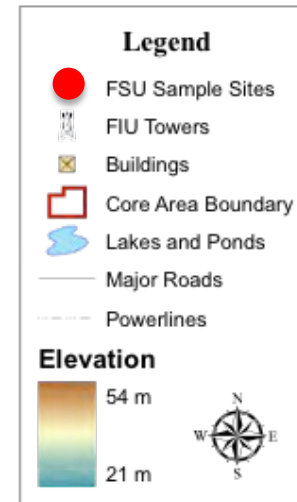 Legend
FSU Sample Sites
FIU Towers
Buildings
Core Area Boundary
Lakes and Ponds
Major Roads
Powerlines
Elevation
54 m
N
W E
S
21 m